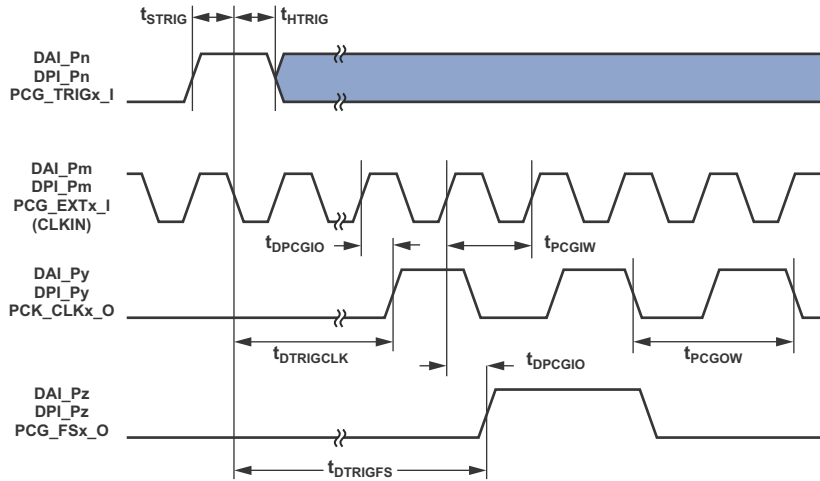 tSTRIG
tHTRIG
DAI_Pn
DPI_Pn
PCG_TRIGx_I
DAI_Pm
DPI_Pm
PCG_EXTx_I
(CLKIN)
tDPCGIO
tPCGIW
DAI_Py
DPI_Py
PCK_CLKx_O
tDTRIGCLK
tDPCGIO
tPCGOW
DAI_Pz
DPI_Pz
PCG_FSx_O
tDTRIGFS